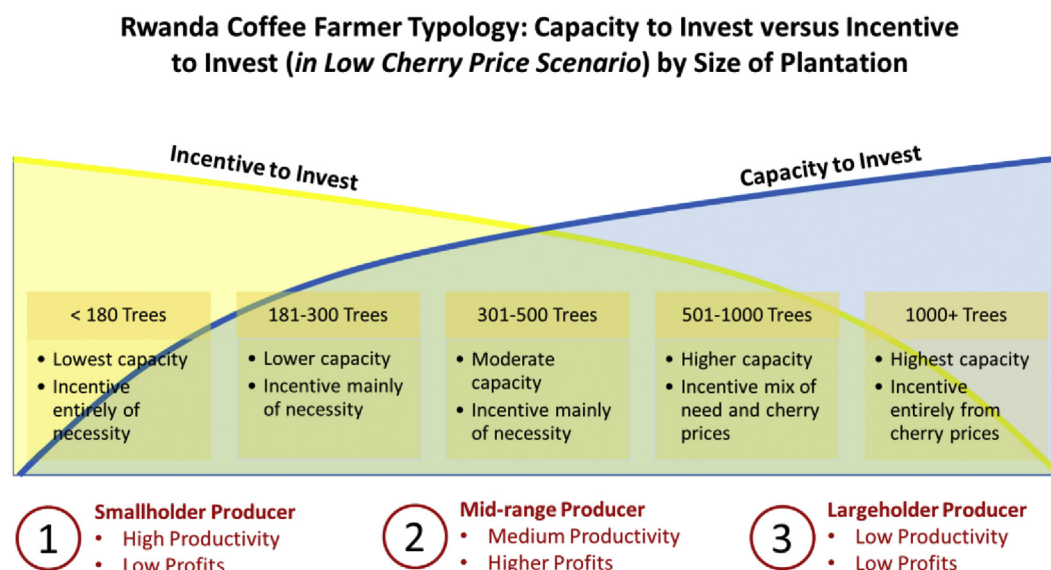 Rwanda Coffee Farmer Typology: Capacity to Invest versus Incentive
to Invest (in Low Cherry Price Scenario) by Size of Plantation
Incentive to Invest
Capacity to Invest
< 180 Trees
• Lowest capacity
• Incentive
entirely of
necessity
181-300 Trees
• Lower capacity
• Incentive mainly
of necessity
301-500 Trees
• Moderate
capacity
• Incentive mainly
of necessity
501-1000 Trees
• Higher capacity
• Incentive mix of
need and cherry
prices
1000+ Trees
• Highest capacity
• Incentive
entirely from
cherry prices
1
Smallholder Producer
• High Productivity
• Low Profits
2
Mid-range Producer
• Medium Productivity
• Higher Profits
3
Largeholder Producer
• Low Productivity
• Low Profits